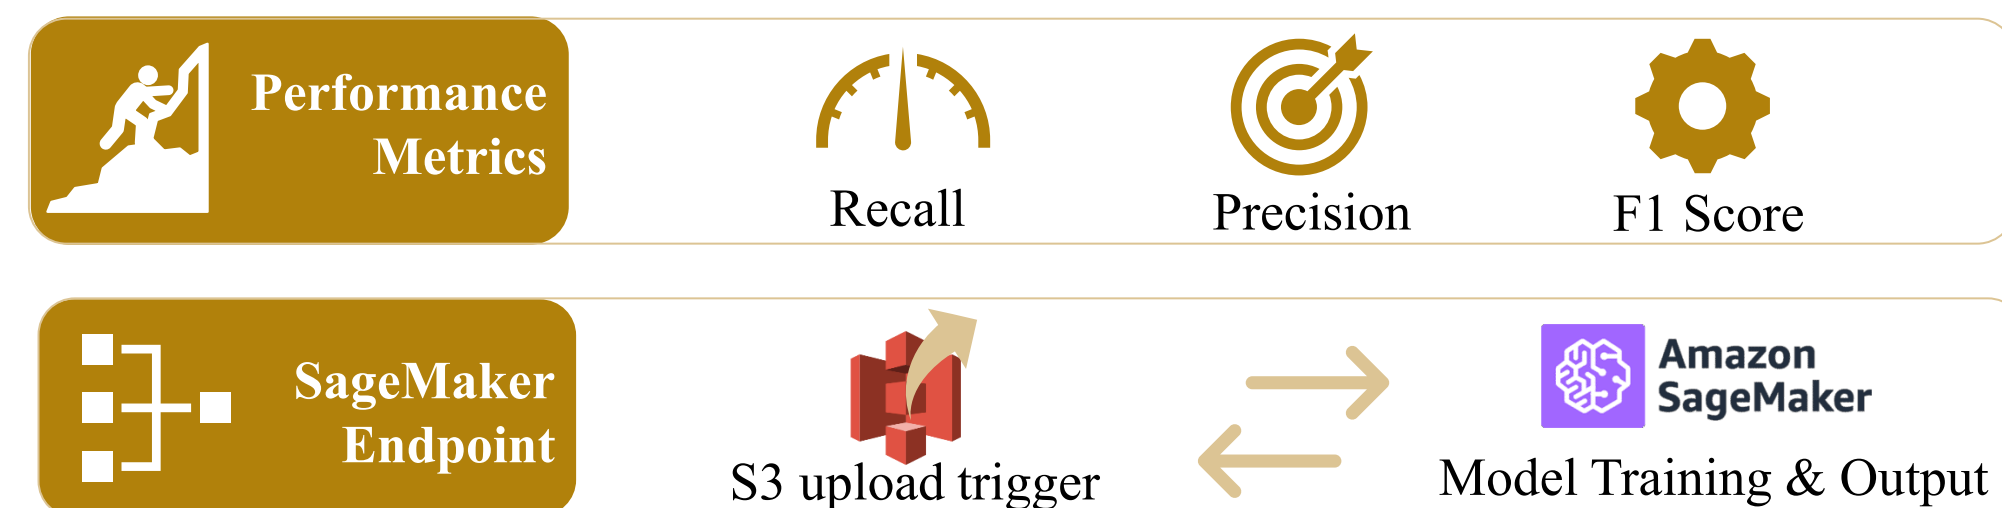 Performance
Metrics
Recall
Precision
F1 Score
SageMaker
Endpoint
S3 upload trigger
Amazon
SageMaker
Model Training & Output